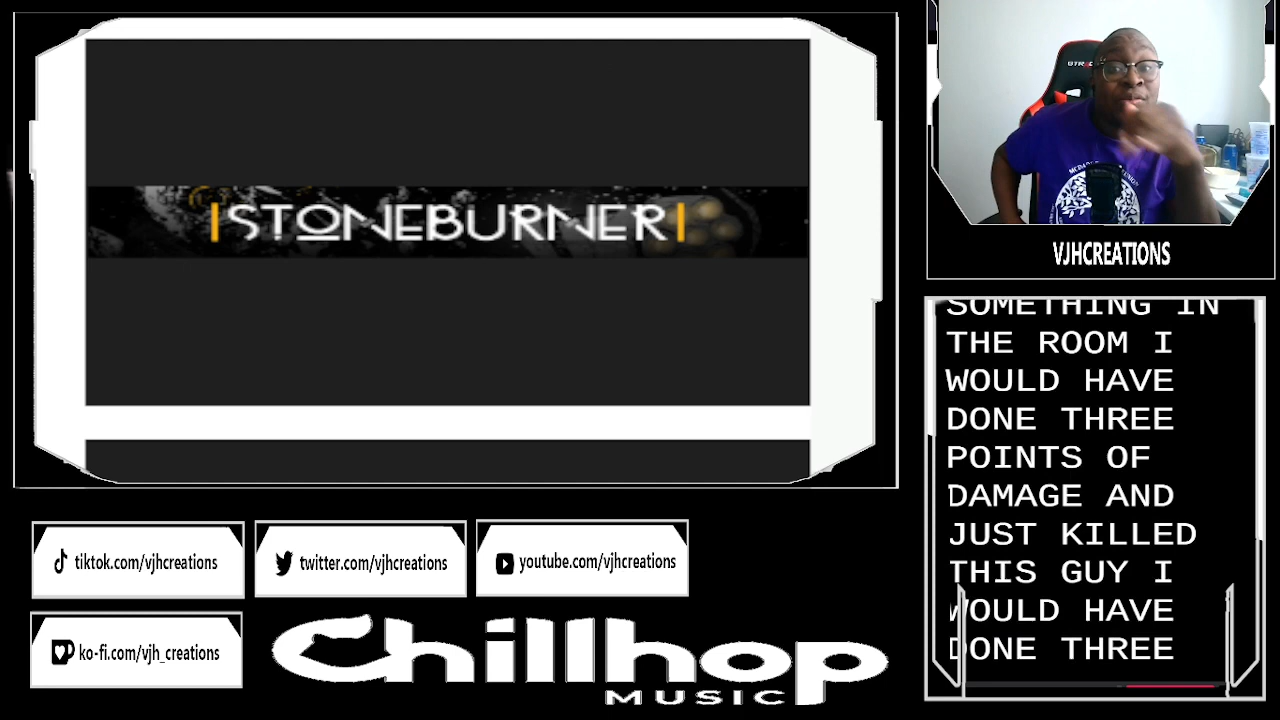 |STONEBURNER|
GTRACING
VJHCREATIONS
SOMETHING IN
THE ROOM I
WOULD HAVE
DONE THREE
POINTS OF
DAMAGE AND
JUST KILLED
THIS GUY I
WOULD HAVE
DONE THREE
tiktok.com/vjhcreations
twitter.com/vjhcreations
youtube.com/vjhcreations
ko-fi.com/vjh_creations
Chillhop
MUSIC